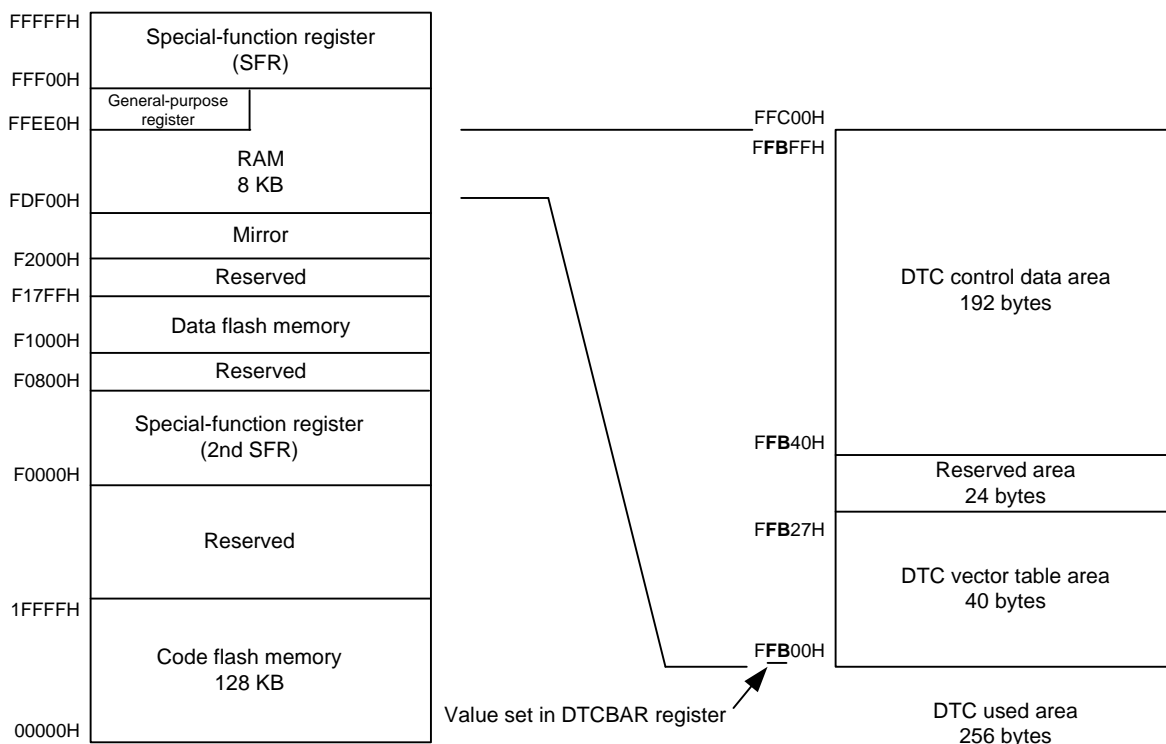 FFFFFH
Special-function register
(SFR)
FFF00H
General-purpose
register
FFEE0H
RAM
8 KB
FDF00H
Mirror
F2000H
Reserved
F17FFH
Data flash memory
F1000H
Reserved
F0800H
Special-function register
(2nd SFR)
F0000H
Reserved
1FFFFH
Code flash memory
128 KB
00000H
FFC00H
FFBFFH
DTC control data area
192 bytes
FFB40H
Reserved area
24 bytes
FFB27H
DTC vector table area
40 bytes
FFB00H
Value set in DTCBAR register
DTC used area
256 bytes